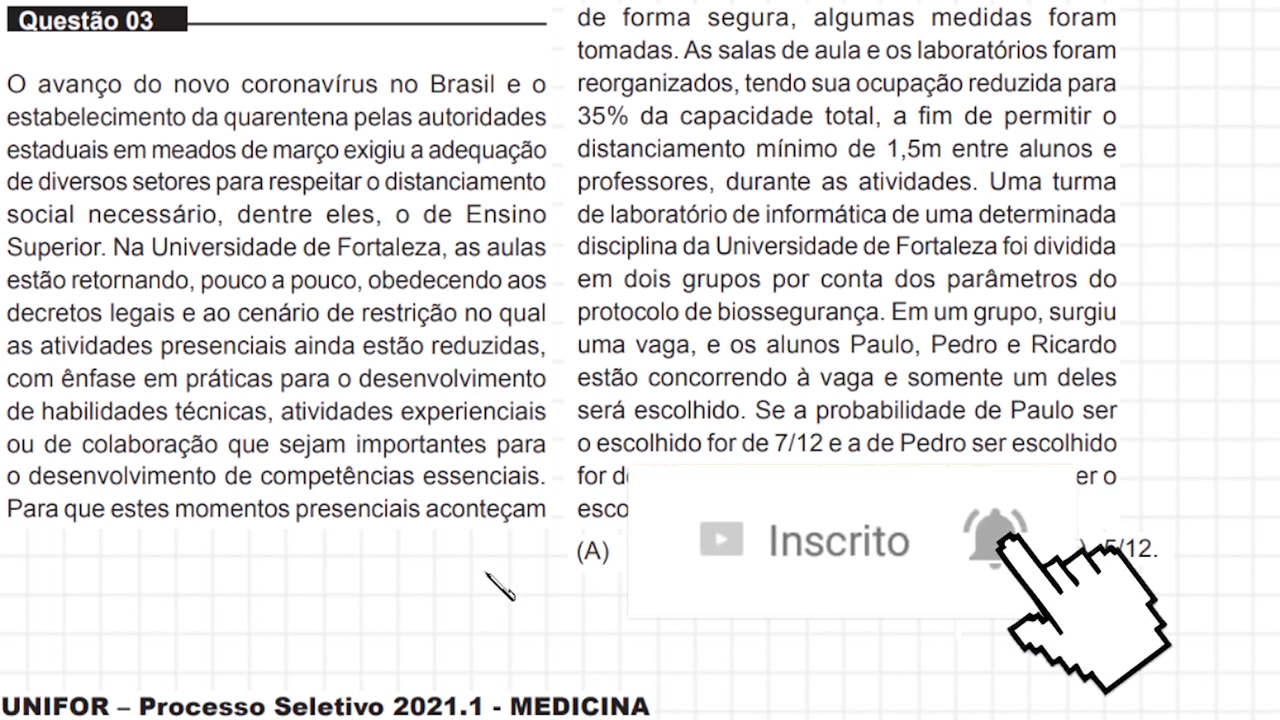 Questão 03
O avanço do novo coronavírus no Brasil e o
estabelecimento da quarentena pelas autoridades
estaduais em meados de março exigiu a adequação
de diversos setores para respeitar o distanciamento
social necessário, dentre eles, o de Ensino
Superior. Na Universidade de Fortaleza, as aulas
estão retornando, pouco a pouco, obedecendo aos
decretos legais e ao cenário de restrição no qual
as atividades presenciais ainda estão reduzidas,
com ênfase em práticas para o desenvolvimento
de habilidades técnicas, atividades experienciais
ou de colaboração que sejam importantes para
o desenvolvimento de competências essenciais.
Para que estes momentos presenciais aconteçam
de forma segura, algumas medidas foram
tomadas. As salas de aula e os laboratórios foram
reorganizados, tendo sua ocupação reduzida para
35% da capacidade total, a fim de permitir o
distanciamento mínimo de 1,5m entre alunos e
professores, durante as atividades. Uma turma
de laboratório de informática de uma determinada
disciplina da Universidade de Fortaleza foi dividida
em dois grupos por conta dos parâmetros do
protocolo de biossegurança. Em um grupo, surgiu
uma vaga, e os alunos Paulo, Pedro e Ricardo
estão concorrendo à vaga e somente um deles
será escolhido. Se a probabilidade de Paulo ser
o escolhido for de 7/12 e a de Pedro ser escolhido
for er o
esco
(A) 5/12.
Inscrito
UNIFOR – Processo Seletivo 2021.1 - MEDICINA